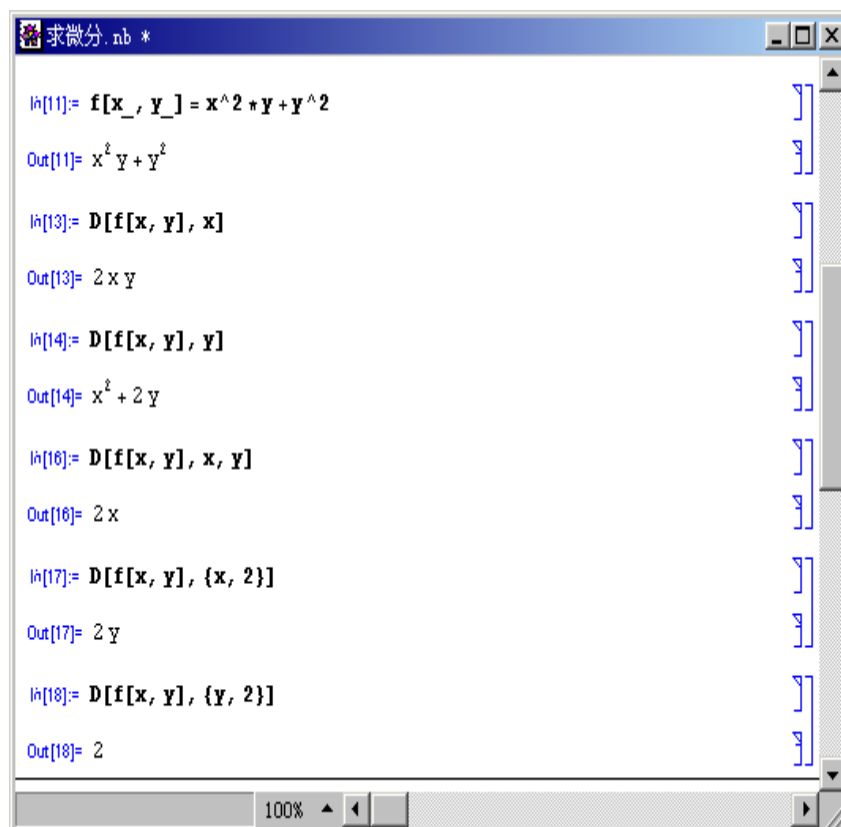 求微分.nb *
In[11]:= f[x_, y_] = x^2 * y + y^2
Out[11]= x² y + y²
In[13]:= D[f[x, y], x]
Out[13]= 2 x y
In[14]:= D[f[x, y], y]
Out[14]= x² + 2 y
In[16]:= D[f[x, y], x, y]
Out[16]= 2 x
In[17]:= D[f[x, y], {x, 2}]
Out[17]= 2 y
In[18]:= D[f[x, y], {y, 2}]
Out[18]= 2
100%